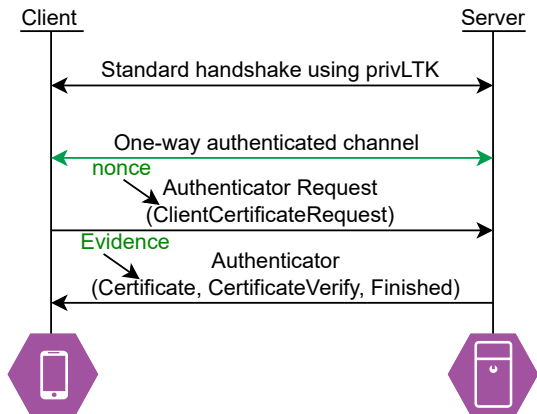 Client
Server
Standard handshake using privLTK
One-way authenticated channel
nonce
Authenticator Request
(ClientCertificateRequest)
Evidence
Authenticator
(Certificate, CertificateVerify, Finished)